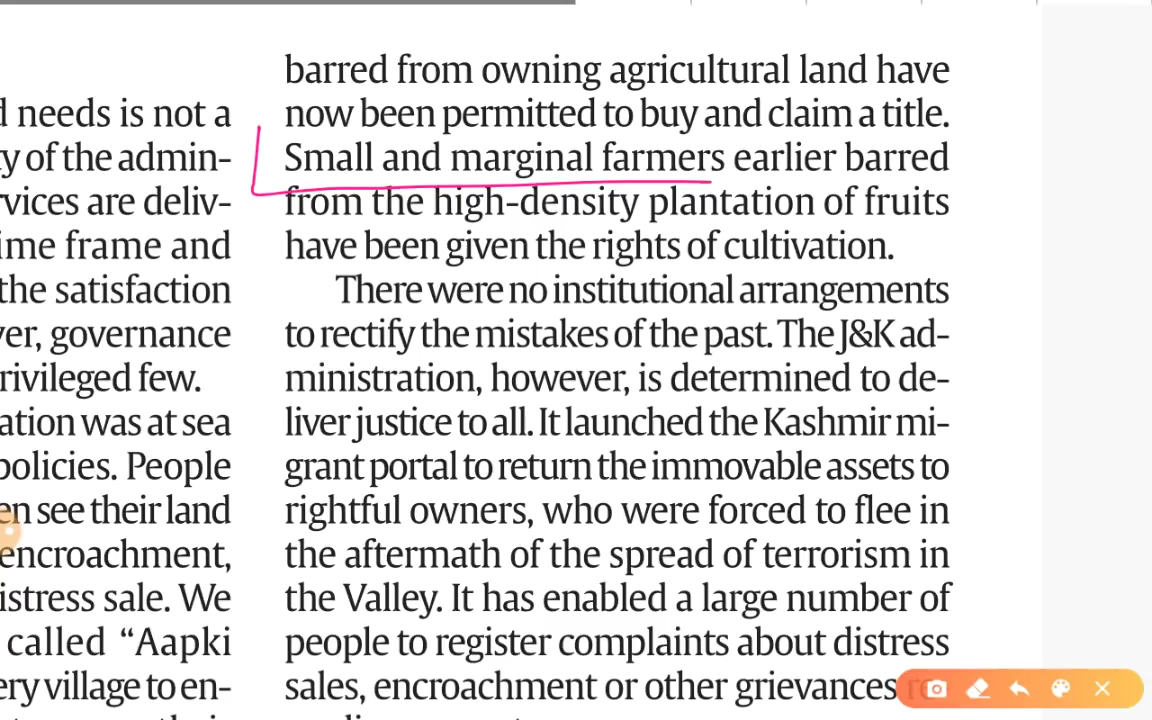 d needs is not a
y of the admin-
rvices are deliv-
ime frame and
the satisfaction
ver, governance
rivileged few.
ation was at sea
policies. People
en see their land
encroachment,
istress sale. We
called “Aapki
ery village to en-
barred from owning agricultural land have
now been permitted to buy and claim a title.
Small and marginal farmers earlier barred
from the high-density plantation of fruits
have been given the rights of cultivation.
There were no institutional arrangements
to rectify the mistakes of the past. The J&K ad-
ministration, however, is determined to de-
liver justice to all. It launched the Kashmir mi-
grant portal to return the immovable assets to
rightful owners, who were forced to flee in
the aftermath of the spread of terrorism in
the Valley. It has enabled a large number of
people to register complaints about distress
sales, encroachment or other grievances